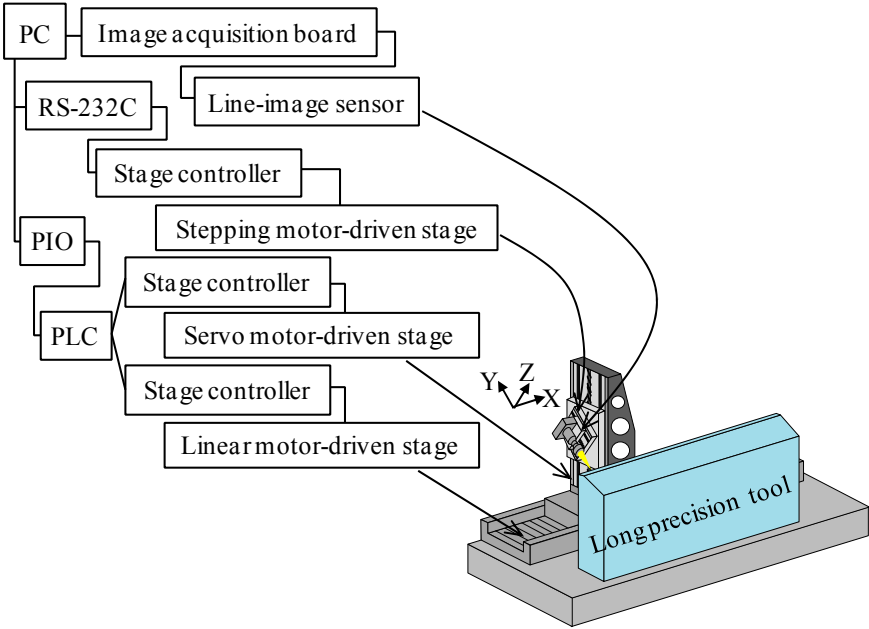 PC
Image acquisition board
RS-232C
Line-image sensor
Stage controller
Stepping motor-driven stage
PIO
Stage controller
PLC
Servo motor-driven stage
Stage controller
Linear motor-driven stage
Y
Z
X
Long precision tool